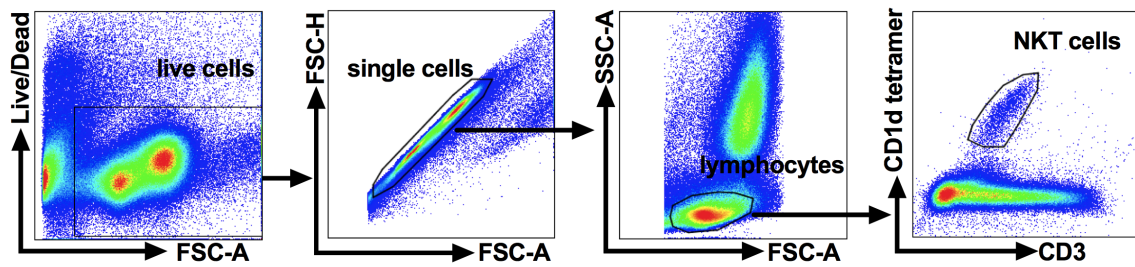 Live/Dead
live cells
FSC-A
FSC-H
single cells
FSC-A
SSC-A
lymphocytes
FSC-A
CD1d tetramer
NKT cells
CD3